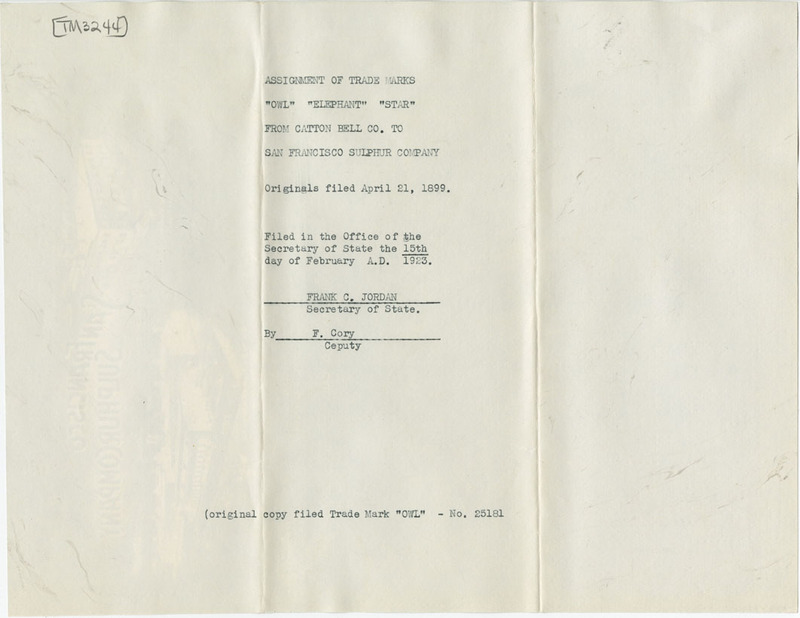 [TM3244]
ASSIGNMENT OF TRADE MARKS
"OWL" "ELEPHANT" "STAR"
FROM CATTON BELL CO. TO
SAN FRANCISCO SULPHUR COMPANY
Originals filed April 21, 1899.
Filed in the Office of the
Secretary of State the 15th
day of February A.D. 1923.
FRANK C. JORDAN
Secretary of State.
By F. Cory
Ceputy
(original copy filed Trade Mark "OWL" - No. 25181